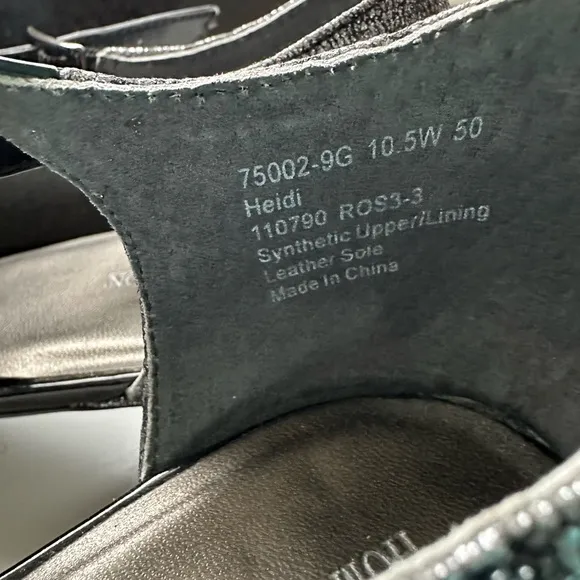 75002-9G 10.5W 50
Heidi
110790 ROS3-3
Synthetic Upper/Lining
Leather Sole
Made In China